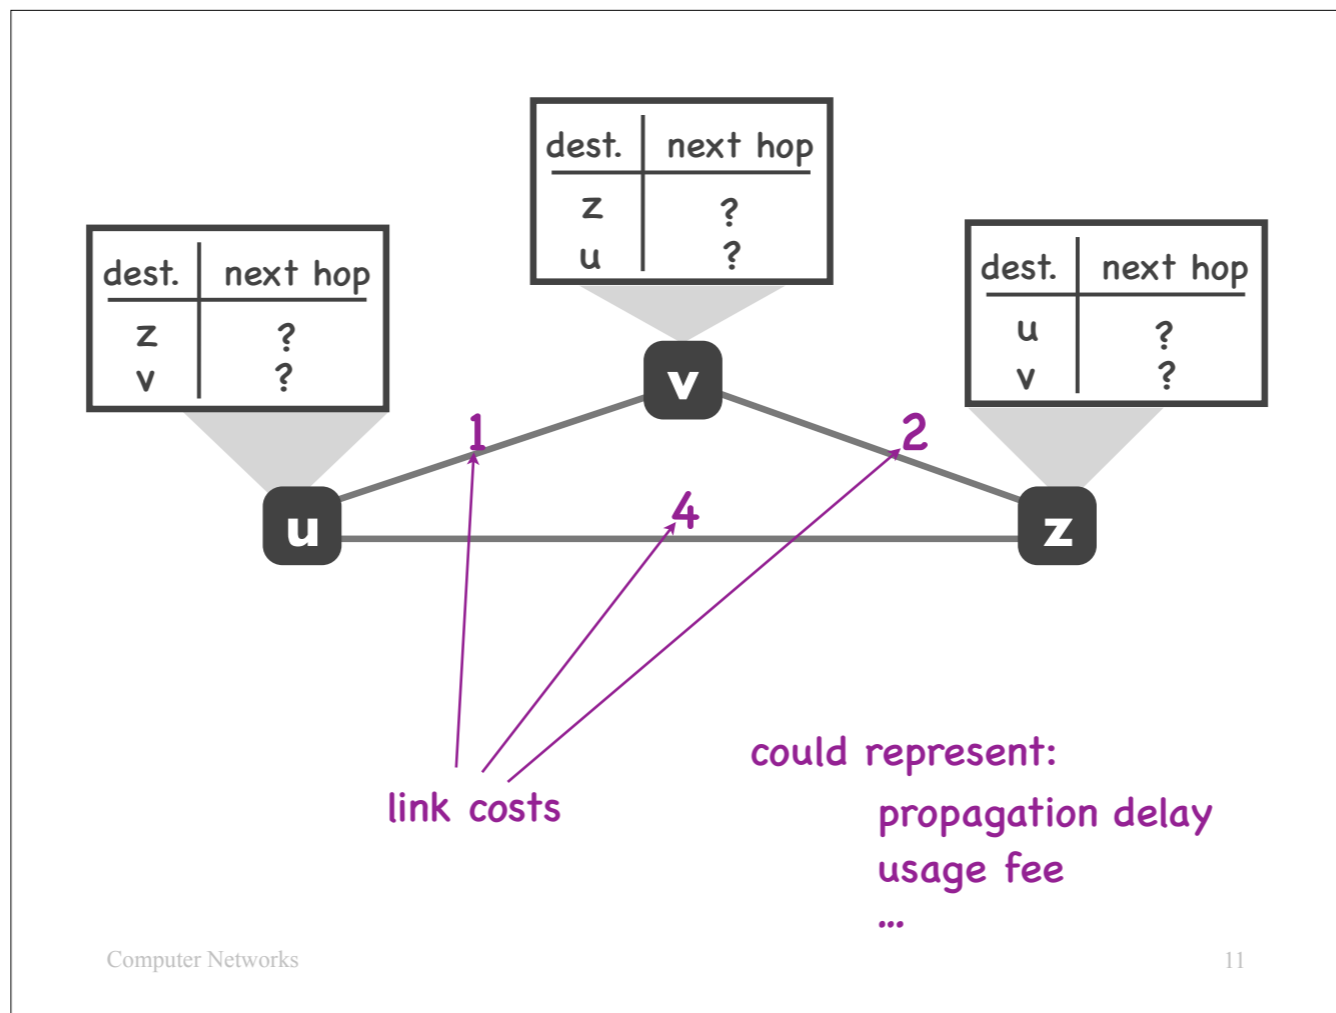 dest. next hop
z ?
u ?
dest. next hop
z ?
v ?
dest. next hop
u ?
v ?
v
1
2
4
u
z
link costs
could represent:
propagation delay
usage fee
...
Computer Networks
11